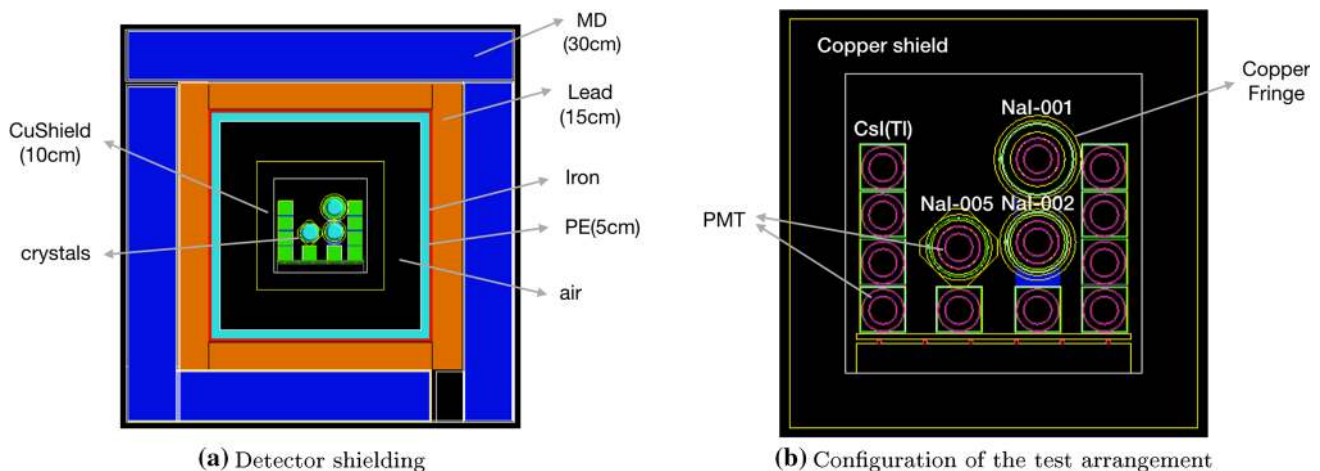 MD
(30cm)
Lead
(15cm)
CuShield
(10cm)
Iron
PE(5cm)
crystals
air
(a) Detector shielding
Copper shield
Copper
Fringe
NaI-001
CsI(Tl)
NaI-005 NaI-002
PMT
(b) Configuration of the test arrangement